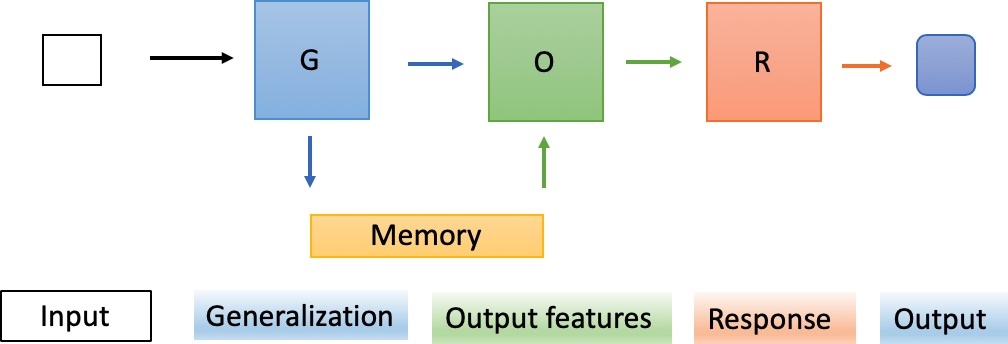 G
O
R
Memory
Input
Generalization
Output features
Response
Output